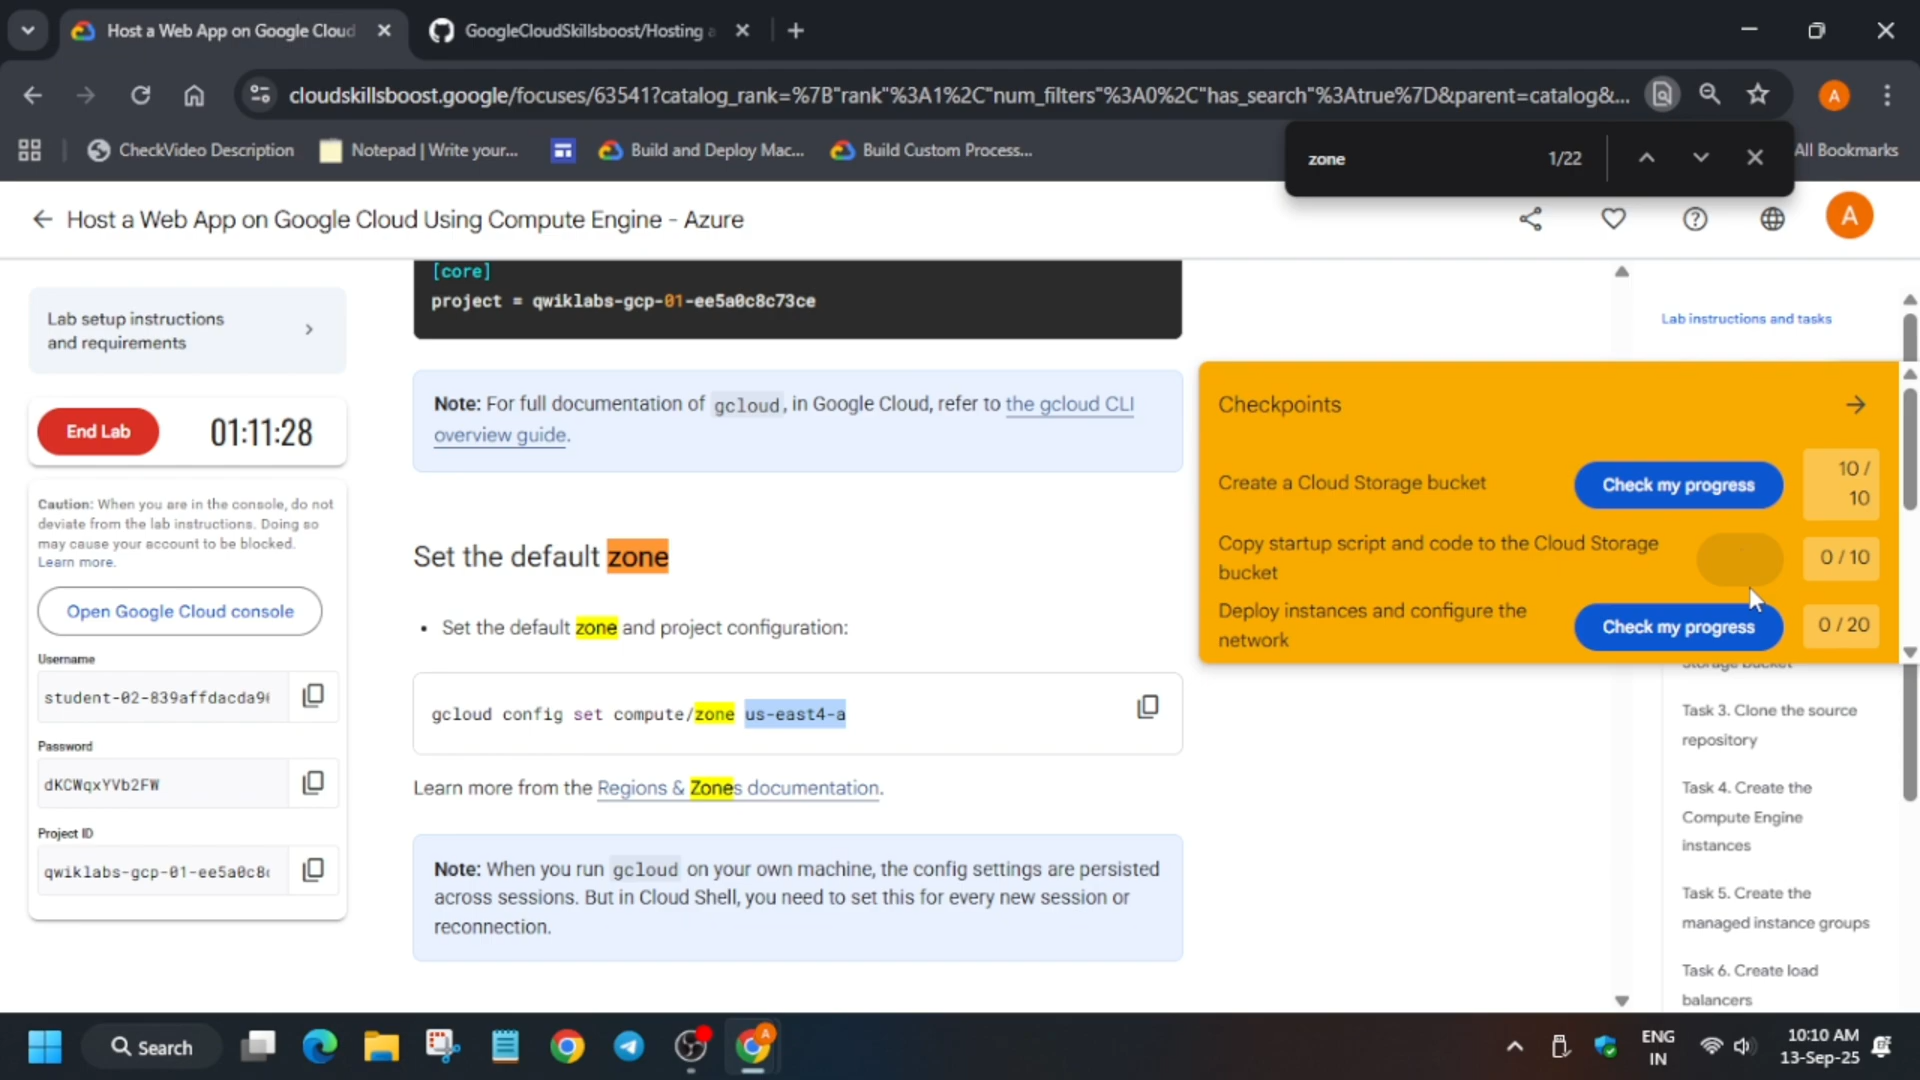 Host a Web App on Google Cloud
GoogleCloudSkillsboost/Hosting a
cloudskillsboost.google/focuses/63541?catalog_rank=%7B"rank"%3A1%2C"num_filters"%3A0%2C"has_search"%3Atrue%7D&parent=catalog&...
A
CheckVideo Description
Notepad | Write your...
Build and Deploy Mac...
Build Custom Process...
All Bookmarks
zone
1/22
Host a Web App on Google Cloud Using Compute Engine - Azure
A
Lab setup instructions
and requirements
End Lab
01:11:28
Caution: When you are in the console, do not
deviate from the lab instructions. Doing so
may cause your account to be blocked.
Learn more.
Open Google Cloud console
Username
student-02-839affdacda9
Password
dKCWqxYVb2FW
Project ID
qwiklabs-gcp-01-ee5a0c8
[core]
project = qwiklabs-gcp-01-ee5a0c8c73ce
Note: For full documentation of gcloud, in Google Cloud, refer to the gcloud CLI
overview guide.
Set the default zone
• Set the default zone and project configuration:
gcloud config set compute/zone us-east4-a
Learn more from the Regions & Zones documentation.
Note: When you run gcloud on your own machine, the config settings are persisted
across sessions. But in Cloud Shell, you need to set this for every new session or
reconnection.
Lab instructions and tasks
Checkpoints
Create a Cloud Storage bucket
Check my progress
10 /
10
Copy startup script and code to the Cloud Storage
bucket
0 / 10
Deploy instances and configure the
network
Check my progress
0 / 20
Storage bucket
Task 3. Clone the source
repository
Task 4. Create the
Compute Engine
instances
Task 5. Create the
managed instance groups
Task 6. Create load
balancers
Search
A
ENG
IN
10:10 AM
13-Sep-25